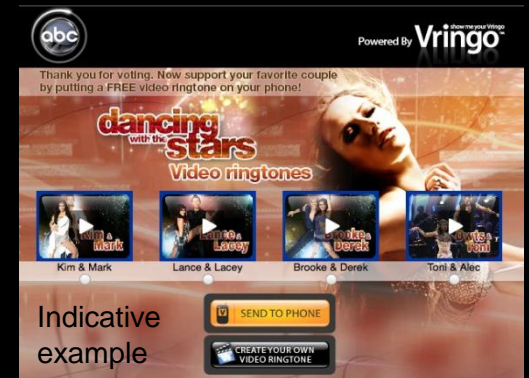 abc
show me your Vringo
Powered By Vringo™
Thank you for voting. Now support your favorite couple
by putting a FREE video ringtone on your phone!
dancing
with the
stars
Video ringtones
Kim &
Mark
Lance &
Lacey
Brooke &
Derek
Toni
Kim & Mark
Lance & Lacey
Brooke & Derek
Toni & Alec
Indicative
example
SEND TO PHONE
CREATE YOUR OWN
VIDEO RINGTONE